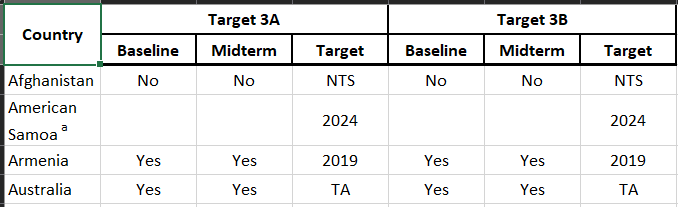 Country Target 3A Target 3B
Baseline Midterm Target Baseline Midterm Target
Afghanistan No No NTS No No NTS
American
Samoa a 2024 2024
Armenia Yes Yes 2019 Yes Yes 2019
Australia Yes Yes TA Yes Yes TA